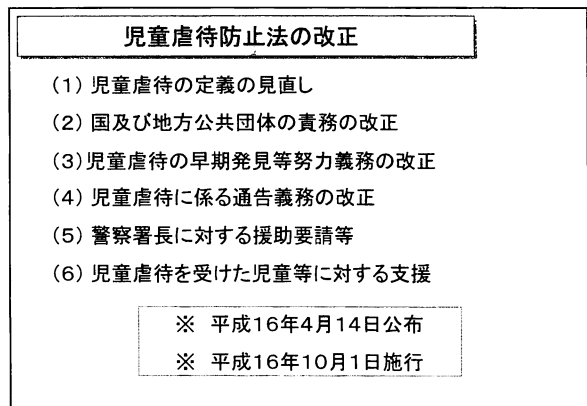 児童虐待防止法の改正
（1）児童虐待の定義の見直し
（2）国及び地方公共団体の責務の改正
（3）児童虐待の早期発見等努力義務の改正
（4）児童虐待に係る通告義務の改正
（5）警察署長に対する援助要請等
（6）児童虐待を受けた児童等に対する支援
※ 平成16年4月14日公布
※ 平成16年10月1日施行